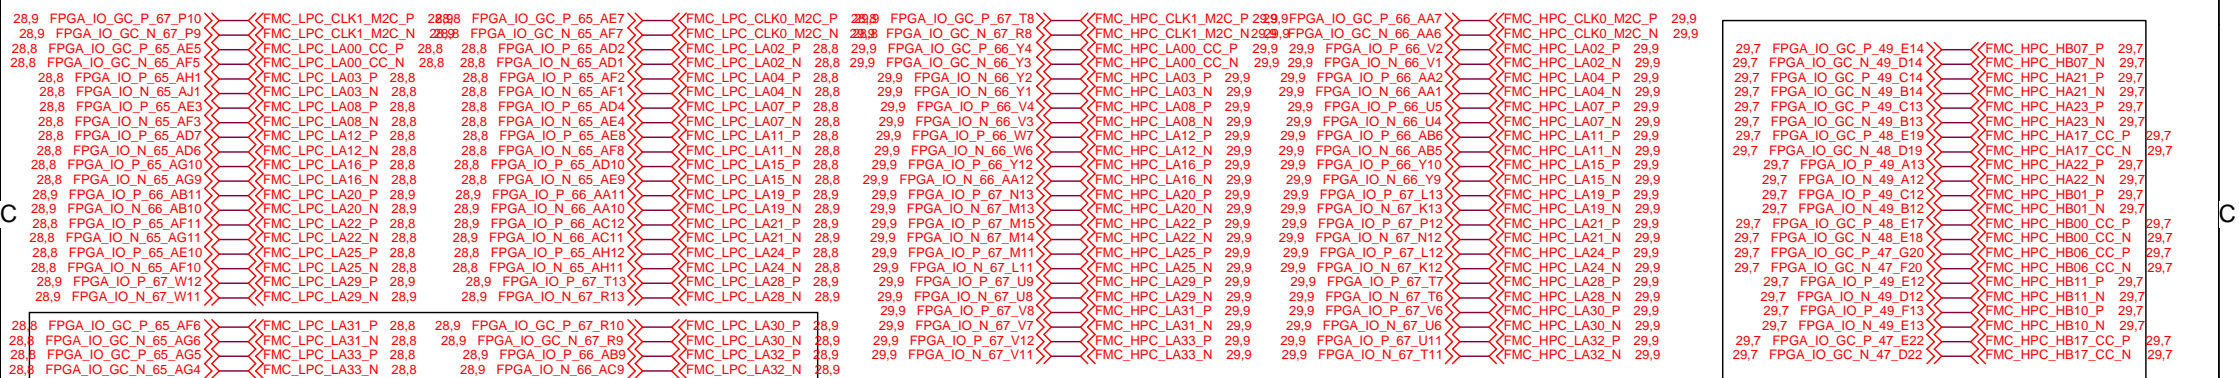 28,9 FPGA_IO_GC_P_67_P10 FMC_LPC_CLK1_M2C_P 28,9
28,9 FPGA_IO_GC_N_67_P9 FMC_LPC_CLK1_M2C_N 28,9
28,8 FPGA_IO_GC_P_65_AE5 FMC_LPC_LA00_CC_P 28,8
28,8 FPGA_IO_GC_N_65_AF5 FMC_LPC_LA00_CC_N 28,8
28,8 FPGA_IO_P_65_AH1 FMC_LPC_LA03_P 28,8
28,8 FPGA_IO_N_65_AJ1 FMC_LPC_LA03_N 28,8
28,8 FPGA_IO_P_65_AE3 FMC_LPC_LA08_P 28,8
28,8 FPGA_IO_N_65_AF3 FMC_LPC_LA08_N 28,8
28,8 FPGA_IO_P_65_AD7 FMC_LPC_LA12_P 28,8
28,8 FPGA_IO_N_65_AD6 FMC_LPC_LA12_N 28,8
28,8 FPGA_IO_P_65_AG10 FMC_LPC_LA16_P 28,8
28,8 FPGA_IO_N_65_AG9 FMC_LPC_LA16_N 28,8
28,9 FPGA_IO_P_66_AB11 FMC_LPC_LA20_P 28,9
28,9 FPGA_IO_N_66_AB10 FMC_LPC_LA20_N 28,9
28,8 FPGA_IO_P_65_AF11 FMC_LPC_LA22_P 28,8
28,8 FPGA_IO_N_65_AG11 FMC_LPC_LA22_N 28,8
28,8 FPGA_IO_P_65_AE10 FMC_LPC_LA25_P 28,8
28,8 FPGA_IO_N_65_AF10 FMC_LPC_LA25_N 28,8
28,9 FPGA_IO_P_67_W12 FMC_LPC_LA29_P 28,9
28,9 FPGA_IO_N_67_W11 FMC_LPC_LA29_N 28,9
28,8 FPGA_IO_GC_P_65_AF6 FMC_LPC_LA31_P 28,8
28,8 FPGA_IO_GC_N_65_AG6 FMC_LPC_LA31_N 28,8
28,8 FPGA_IO_GC_P_65_AG5 FMC_LPC_LA33_P 28,8
28,8 FPGA_IO_GC_N_65_AG4 FMC_LPC_LA33_N 28,8
28,8 FPGA_IO_GC_P_65_AE7 FMC_LPC_CLK0_M2C_P 28,8
28,8 FPGA_IO_GC_N_65_AF7 FMC_LPC_CLK0_M2C_N 28,8
28,8 FPGA_IO_P_65_AD2 FMC_LPC_LA02_P 28,8
28,8 FPGA_IO_N_65_AD1 FMC_LPC_LA02_N 28,8
28,8 FPGA_IO_P_65_AF2 FMC_LPC_LA04_P 28,8
28,8 FPGA_IO_N_65_AF1 FMC_LPC_LA04_N 28,8
28,8 FPGA_IO_P_65_AD4 FMC_LPC_LA07_P 28,8
28,8 FPGA_IO_N_65_AE4 FMC_LPC_LA07_N 28,8
28,8 FPGA_IO_P_65_AE8 FMC_LPC_LA11_P 28,8
28,8 FPGA_IO_N_65_AF8 FMC_LPC_LA11_N 28,8
28,8 FPGA_IO_P_65_AD10 FMC_LPC_LA15_P 28,8
28,8 FPGA_IO_N_65_AE9 FMC_LPC_LA15_N 28,8
28,9 FPGA_IO_P_66_AA11 FMC_LPC_LA19_P 28,9
28,9 FPGA_IO_N_66_AA10 FMC_LPC_LA19_N 28,9
28,9 FPGA_IO_P_66_AC12 FMC_LPC_LA21_P 28,9
28,9 FPGA_IO_N_66_AC11 FMC_LPC_LA21_N 28,9
28,8 FPGA_IO_P_65_AH12 FMC_LPC_LA24_P 28,8
28,8 FPGA_IO_N_65_AH11 FMC_LPC_LA24_N 28,8
28,9 FPGA_IO_P_67_T13 FMC_LPC_LA28_P 28,9
28,9 FPGA_IO_N_67_R13 FMC_LPC_LA28_N 28,9
28,9 FPGA_IO_GC_P_67_R10 FMC_LPC_LA30_P 28,9
28,9 FPGA_IO_GC_N_67_R9 FMC_LPC_LA30_N 28,9
28,9 FPGA_IO_P_66_AB9 FMC_LPC_LA32_P 28,9
28,9 FPGA_IO_N_66_AC9 FMC_LPC_LA32_N 28,9
29,9 FPGA_IO_GC_P_67_T8 FMC_HPC_CLK1_M2C_P 29,9
29,9 FPGA_IO_GC_N_67_R8 FMC_HPC_CLK1_M2C_N 29,9
29,9 FPGA_IO_GC_P_66_Y4 FMC_HPC_LA00_CC_P 29,9
29,9 FPGA_IO_GC_N_66_Y3 FMC_HPC_LA00_CC_N 29,9
29,9 FPGA_IO_P_66_Y2 FMC_HPC_LA03_P 29,9
29,9 FPGA_IO_N_66_Y1 FMC_HPC_LA03_N 29,9
29,9 FPGA_IO_P_66_V4 FMC_HPC_LA08_P 29,9
29,9 FPGA_IO_N_66_V3 FMC_HPC_LA08_N 29,9
29,9 FPGA_IO_P_66_W7 FMC_HPC_LA12_P 29,9
29,9 FPGA_IO_N_66_W6 FMC_HPC_LA12_N 29,9
29,9 FPGA_IO_P_66_Y12 FMC_HPC_LA16_P 29,9
29,9 FPGA_IO_N_66_AA12 FMC_HPC_LA16_N 29,9
29,9 FPGA_IO_P_67_N13 FMC_HPC_LA20_P 29,9
29,9 FPGA_IO_N_67_M13 FMC_HPC_LA20_N 29,9
29,9 FPGA_IO_P_67_M15 FMC_HPC_LA22_P 29,9
29,9 FPGA_IO_N_67_M14 FMC_HPC_LA22_N 29,9
29,9 FPGA_IO_P_67_M11 FMC_HPC_LA25_P 29,9
29,9 FPGA_IO_N_67_L11 FMC_HPC_LA25_N 29,9
29,9 FPGA_IO_P_67_U9 FMC_HPC_LA29_P 29,9
29,9 FPGA_IO_N_67_U8 FMC_HPC_LA29_N 29,9
29,9 FPGA_IO_P_67_V8 FMC_HPC_LA31_P 29,9
29,9 FPGA_IO_N_67_V7 FMC_HPC_LA31_N 29,9
29,9 FPGA_IO_P_67_V12 FMC_HPC_LA33_P 29,9
29,9 FPGA_IO_N_67_V11 FMC_HPC_LA33_N 29,9
29,9 FPGA_IO_GC_P_66_AA7 FMC_HPC_CLK0_M2C_P 29,9
29,9 FPGA_IO_GC_N_66_AA6 FMC_HPC_CLK0_M2C_N 29,9
29,9 FPGA_IO_P_66_V2 FMC_HPC_LA02_P 29,9
29,9 FPGA_IO_N_66_V1 FMC_HPC_LA02_N 29,9
29,9 FPGA_IO_P_66_AA2 FMC_HPC_LA04_P 29,9
29,9 FPGA_IO_N_66_AA1 FMC_HPC_LA04_N 29,9
29,9 FPGA_IO_P_66_U5 FMC_HPC_LA07_P 29,9
29,9 FPGA_IO_N_66_U4 FMC_HPC_LA07_N 29,9
29,9 FPGA_IO_P_66_AB6 FMC_HPC_LA11_P 29,9
29,9 FPGA_IO_N_66_AB5 FMC_HPC_LA11_N 29,9
29,9 FPGA_IO_P_66_Y10 FMC_HPC_LA15_P 29,9
29,9 FPGA_IO_N_66_Y9 FMC_HPC_LA15_N 29,9
29,9 FPGA_IO_P_67_L13 FMC_HPC_LA19_P 29,9
29,9 FPGA_IO_N_67_K13 FMC_HPC_LA19_N 29,9
29,9 FPGA_IO_P_67_P12 FMC_HPC_LA21_P 29,9
29,9 FPGA_IO_N_67_N12 FMC_HPC_LA21_N 29,9
29,9 FPGA_IO_P_67_L12 FMC_HPC_LA24_P 29,9
29,9 FPGA_IO_N_67_K12 FMC_HPC_LA24_N 29,9
29,9 FPGA_IO_P_67_T7 FMC_HPC_LA28_P 29,9
29,9 FPGA_IO_N_67_T6 FMC_HPC_LA28_N 29,9
29,9 FPGA_IO_P_67_V6 FMC_HPC_LA30_P 29,9
29,9 FPGA_IO_N_67_U6 FMC_HPC_LA30_N 29,9
29,9 FPGA_IO_P_67_U11 FMC_HPC_LA32_P 29,9
29,9 FPGA_IO_N_67_T11 FMC_HPC_LA32_N 29,9
29,7 FPGA_IO_GC_P_49_E14 FMC_HPC_HB07_P 29,7
29,7 FPGA_IO_GC_N_49_D14 FMC_HPC_HB07_N 29,7
29,7 FPGA_IO_GC_P_49_C14 FMC_HPC_HA21_P 29,7
29,7 FPGA_IO_GC_N_49_B14 FMC_HPC_HA21_N 29,7
29,7 FPGA_IO_GC_P_49_C13 FMC_HPC_HA23_P 29,7
29,7 FPGA_IO_GC_N_49_B13 FMC_HPC_HA23_N 29,7
29,7 FPGA_IO_GC_P_48_E19 FMC_HPC_HA17_CC_P 29,7
29,7 FPGA_IO_GC_N_48_D19 FMC_HPC_HA17_CC_N 29,7
29,7 FPGA_IO_P_49_A13 FMC_HPC_HA22_P 29,7
29,7 FPGA_IO_N_49_A12 FMC_HPC_HA22_N 29,7
29,7 FPGA_IO_P_49_C12 FMC_HPC_HB01_P 29,7
29,7 FPGA_IO_N_49_B12 FMC_HPC_HB01_N 29,7
29,7 FPGA_IO_GC_P_48_E17 FMC_HPC_HB00_CC_P 29,7
29,7 FPGA_IO_GC_N_48_E18 FMC_HPC_HB00_CC_N 29,7
29,7 FPGA_IO_GC_P_47_G20 FMC_HPC_HB06_CC_P 29,7
29,7 FPGA_IO_GC_N_47_F20 FMC_HPC_HB06_CC_N 29,7
29,7 FPGA_IO_P_49_E12 FMC_HPC_HB11_P 29,7
29,7 FPGA_IO_N_49_D12 FMC_HPC_HB11_N 29,7
29,7 FPGA_IO_P_49_F13 FMC_HPC_HB10_P 29,7
29,7 FPGA_IO_N_49_E13 FMC_HPC_HB10_N 29,7
29,7 FPGA_IO_GC_P_47_E22 FMC_HPC_HB17_CC_P 29,7
29,7 FPGA_IO_GC_N_47_D22 FMC_HPC_HB17_CC_N 29,7
C
C